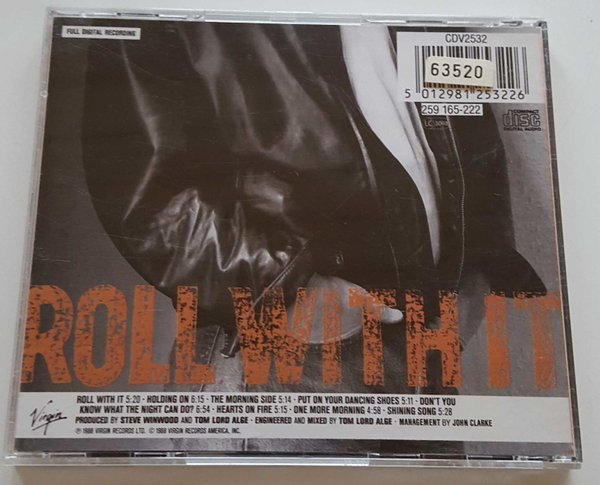 FULL DIGITAL RECORDING
CDV2532
63520
5 012981 253226
259 165-222
COMPACT
disc
DIGITAL AUDIO
ROLL WITH IT
ROLL WITH IT 5:20 · HOLDING ON 6:15 · THE MORNING SIDE 5:14 · PUT ON YOUR DANCING SHOES 5:11 · DON'T YOU
KNOW WHAT THE NIGHT CAN DO? 6:54 · HEARTS ON FIRE 5:15 · ONE MORE MORNING 4:58 · SHINING SONG 5:28
Virgin
PRODUCED BY STEVE WINWOOD AND TOM LORD ALGE · ENGINEERED AND MIXED BY TOM LORD ALGE · MANAGEMENT BY JOHN CLARKE
℗ 1988 VIRGIN RECORDS LTD. © 1988 VIRGIN RECORDS AMERICA, INC.